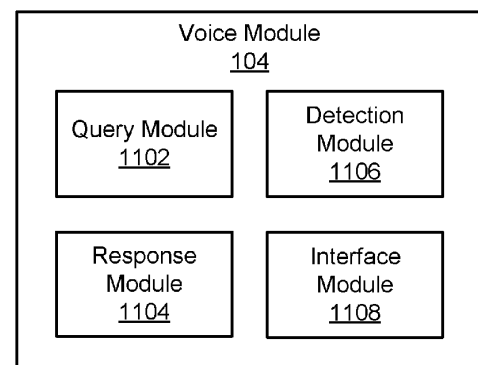 Voice Module
104
Query Module
1102
Detection
Module
1106
Response
Module
1104
Interface
Module
1108